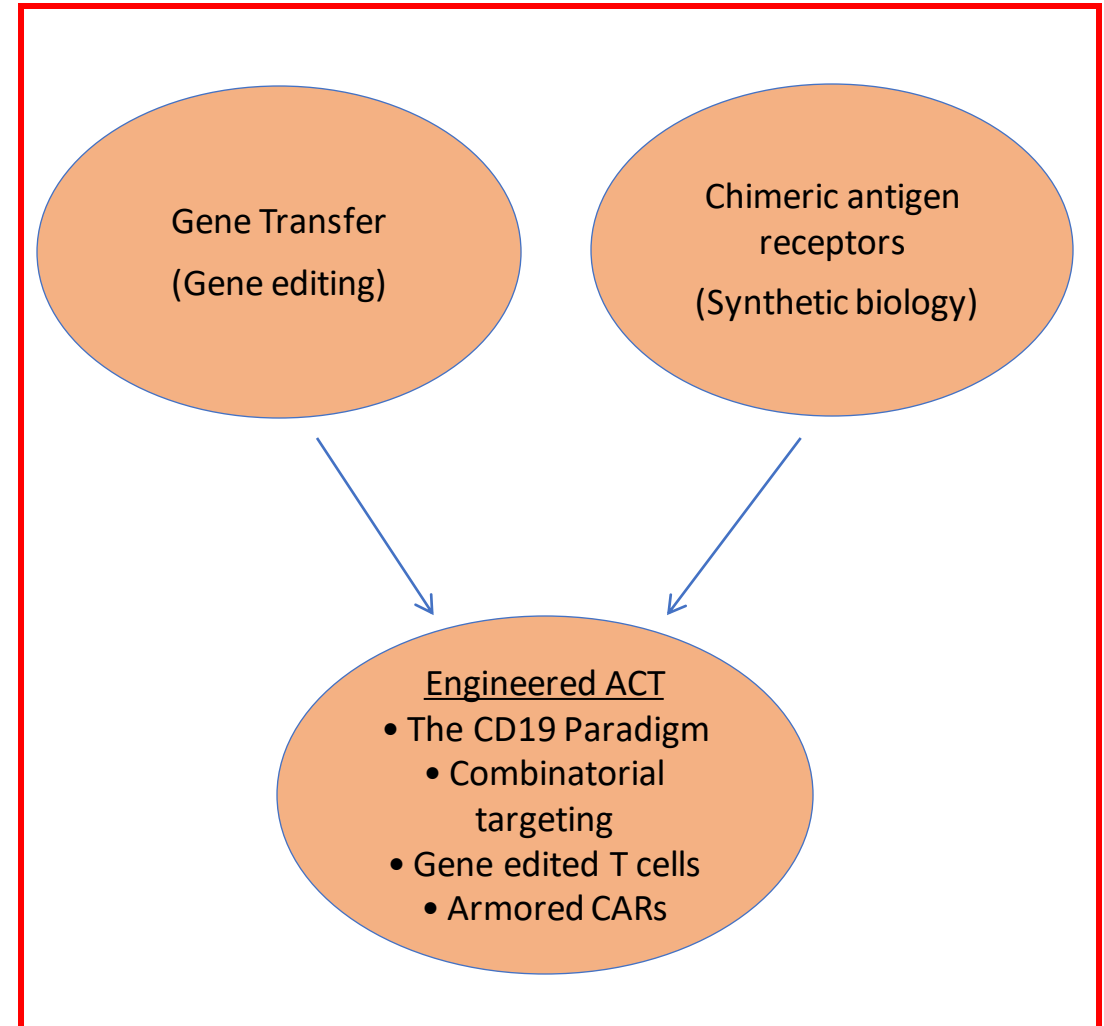 Gene Transfer
(Gene editing)
Chimeric antigen
receptors
(Synthetic biology)
Engineered ACT
• The CD19 Paradigm
• Combinatorial
targeting
• Gene edited T cells
• Armored CARs